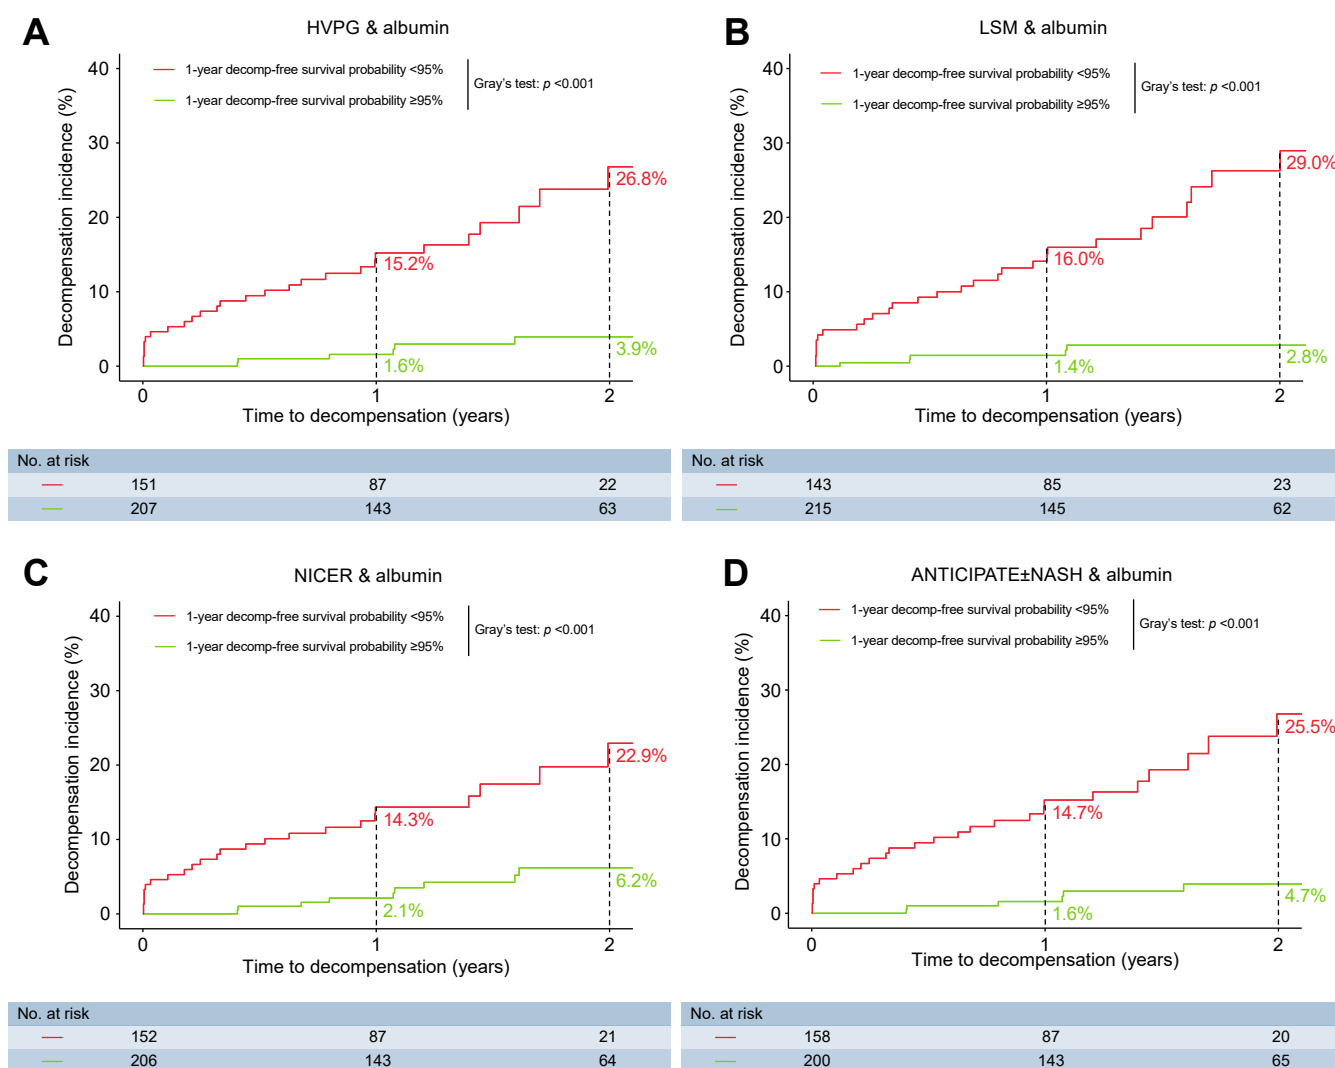 A
HVPG & albumin
Decompensation incidence (%)
40
30
20
10
0
1-year decomp-free survival probability <95%
1-year decomp-free survival probability ≥95%
Gray's test: p <0.001
26.8%
15.2%
3.9%
1.6%
0 1 2
Time to decompensation (years)
No. at risk
151 87 22
207 143 63
B
LSM & albumin
Decompensation incidence (%)
40
30
20
10
0
1-year decomp-free survival probability <95%
1-year decomp-free survival probability ≥95%
Gray's test: p <0.001
29.0%
16.0%
2.8%
1.4%
0 1 2
Time to decompensation (years)
No. at risk
143 85 23
215 145 62
C
NICER & albumin
Decompensation incidence (%)
40
30
20
10
0
1-year decomp-free survival probability <95%
1-year decomp-free survival probability ≥95%
Gray's test: p <0.001
22.9%
14.3%
6.2%
2.1%
0 1 2
Time to decompensation (years)
No. at risk
152 87 21
206 143 64
D
ANTICIPATE±NASH & albumin
Decompensation incidence (%)
40
30
20
10
0
1-year decomp-free survival probability <95%
1-year decomp-free survival probability ≥95%
Gray's test: p <0.001
25.5%
14.7%
4.7%
1.6%
0 1 2
Time to decompensation (years)
No. at risk
158 87 20
200 143 65